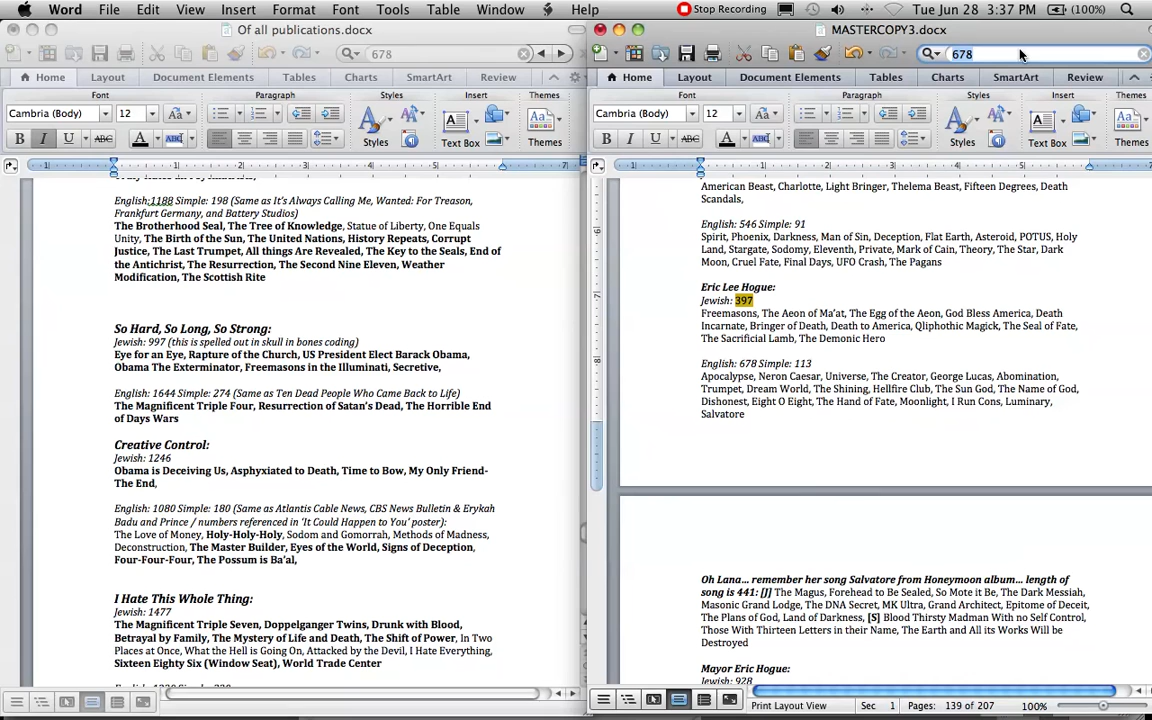 Word File Edit View Insert Format Font Tools Table Window Help Stop Recording Tue Jun 28 3:37 PM (100%)
Of all publications.docx
678
Home Layout Document Elements Tables Charts SmartArt Review
Font Paragraph Styles Insert Themes
Cambria (Body) 12 Aa
B I U ABC A ABC Styles Text Box Themes
English:1188 Simple: 198 (Same as It's Always Calling Me, Wanted: For Treason,
Frankfurt Germany, and Battery Studios)
The Brotherhood Seal, The Tree of Knowledge, Statue of Liberty, One Equals
Unity, The Birth of the Sun, The United Nations, History Repeats, Corrupt
Justice, The Last Trumpet, All things are Revealed, The Key to the Seals, End of
the Antichrist, The Resurrection, The Second Nine Eleven, Weather
Modification, The Scottish Rite
So Hard, So Long, So Strong:
Jewish: 997 (this is spelled out in skull in bones coding)
Eye for an Eye, Rapture of the Church, US President Elect Barack Obama,
Obama The Exterminator, Freemasons in the Illuminati, Secretive,
English: 1644 Simple: 274 (Same as Ten Dead People Who Came Back to Life)
The Magnificent Triple Four, Resurrection of Satan's Dead, The Horrible End
of Days Wars
Creative Control:
Jewish: 1246
Obama is Deceiving Us, Asphyxiated to Death, Time to Bow, My Only Friend-
The End,
English: 1080 Simple: 180 (Same as Atlantis Cable News, CBS News Bulletin & Erykah
Badu and Prince / numbers referenced in 'It Could Happen to You' poster):
The Love of Money, Holy-Holy-Holy, Sodom and Gomorrah, Methods of Madness,
Deconstruction, The Master Builder, Eyes of the World, Signs of Deception,
Four-Four-Four, The Possum is Ba'al,
I Hate This Whole Thing:
Jewish: 1477
The Magnificent Triple Seven, Doppelganger Twins, Drunk with Blood,
Betrayal by Family, The Mystery of Life and Death, The Shift of Power, In Two
Places at Once, What the Hell is Going On, Attacked by the Devil, I Hate Everything,
Sixteen Eighty Six (Window Seat), World Trade Center
MASTERCOPY3.docx
678
Home Layout Document Elements Tables Charts SmartArt Review
Font Paragraph Styles Insert Themes
Cambria (Body) 12 Aa
B I U ABC A ABC Styles Text Box Themes
American Beast, Charlotte, Light Bringer, Thelema Beast, Fifteen Degrees, Death
Scandals,
English: 546 Simple: 91
Spirit, Phoenix, Darkness, Man of Sin, Deception, Flat Earth, Asteroid, POTUS, Holy
Land, Stargate, Sodomy, Eleventh, Private, Mark of Cain, Theory, The Star, Dark
Moon, Cruel Fate, Final Days, UFO Crash, The Pagans
Eric Lee Hogue:
Jewish: 397
Freemasons, The Aeon of Ma'at, The Egg of the Aeon, God Bless America, Death
Incarnate, Bringer of Death, Death to America, Qliphothic Magick, The Seal of Fate,
The Sacrificial Lamb, The Demonic Hero
English: 678 Simple: 113
Apocalypse, Neron Caesar, Universe, The Creator, George Lucas, Abomination,
Trumpet, Dream World, The Shining, Hellfire Club, The Sun God, The Name of God,
Dishonest, Eight O Eight, The Hand of Fate, Moonlight, I Run Cons, Luminary,
Salvatore
Oh Lana... remember her song Salvatore from Honeymoon album... length of
song is 441: [J] The Magus, Forehead to Be Sealed, So Mote it Be, The Dark Messiah,
Masonic Grand Lodge, The DNA Secret, MK Ultra, Grand Architect, Epitome of Deceit,
The Plans of God, Land of Darkness, [S] Blood Thirsty Madman With no Self Control,
Those With Thirteen Letters in their Name, The Earth and All its Works Will be
Destroyed
Mayor Eric Hogue:
Jewish: 928
Print Layout View Sec 1 Pages: 139 of 207 100%